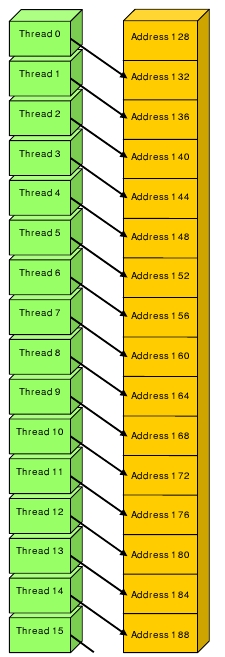 Thread 0
Address 128
Thread 1
Address 132
Thread 2
Address 136
Thread 3
Address 140
Thread 4
Address 144
Thread 5
Address 148
Thread 6
Address 152
Thread 7
Address 156
Thread 8
Address 160
Thread 9
Address 164
Thread 10
Address 168
Thread 11
Address 172
Thread 12
Address 176
Thread 13
Address 180
Thread 14
Address 184
Thread 15
Address 188